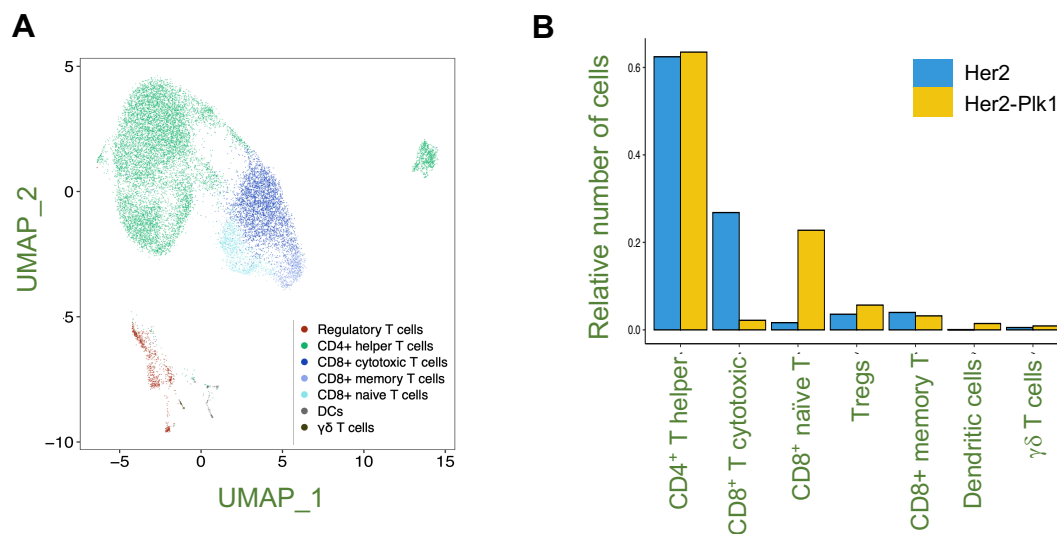 A
5
0
−5
−10
UMAP_2
−5
0
5
10
15
UMAP_1
Regulatory T cells
CD4+ helper T cells
CD8+ cytotoxic T cells
CD8+ memory T cells
CD8+ naive T cells
DCs
γδ T cells
B
Relative number of cells
0.6
0.4
0.2
0.0
Her2
Her2-Plk1
CD4⁺ T helper
CD8⁺ T cytotoxic
CD8⁺ naïve T
Tregs
CD8+ memory T
Dendritic cells
γδ T cells